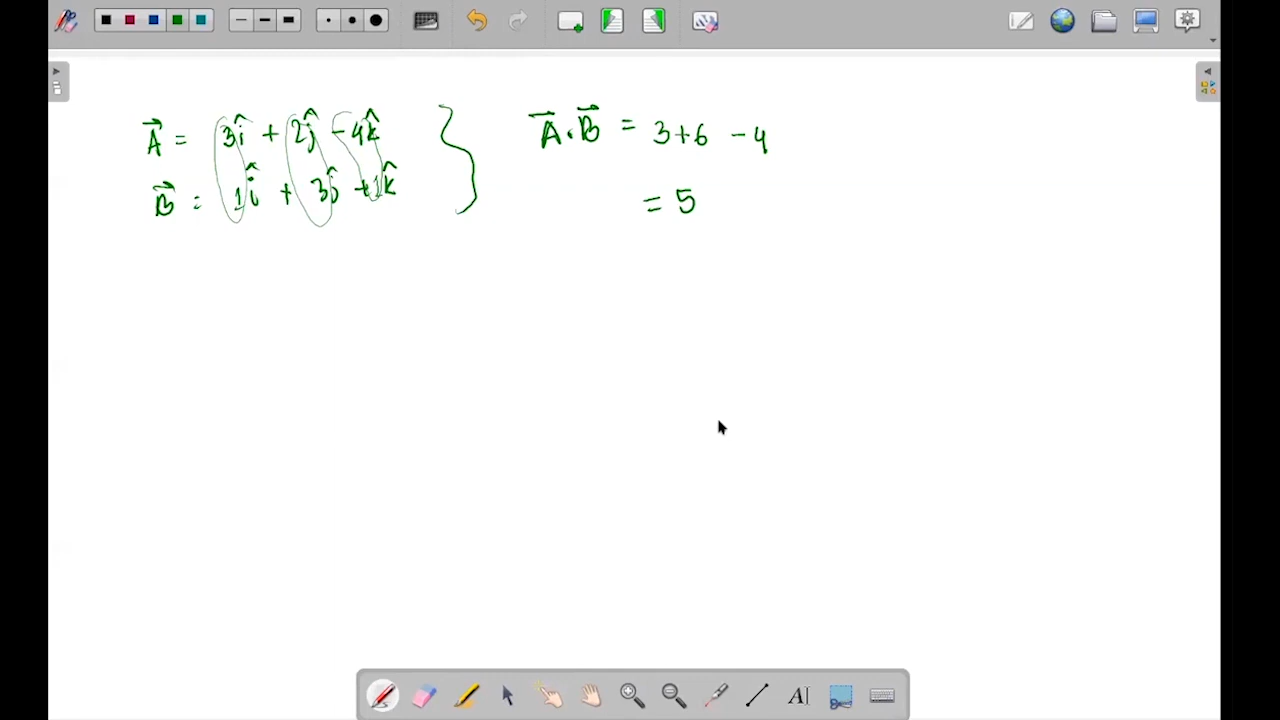 A⃗ = 3î + 2ĵ - 4k̂
B⃗ = 1î + 3ĵ + 1k̂
A⃗ · B⃗ = 3 + 6 - 4
= 5